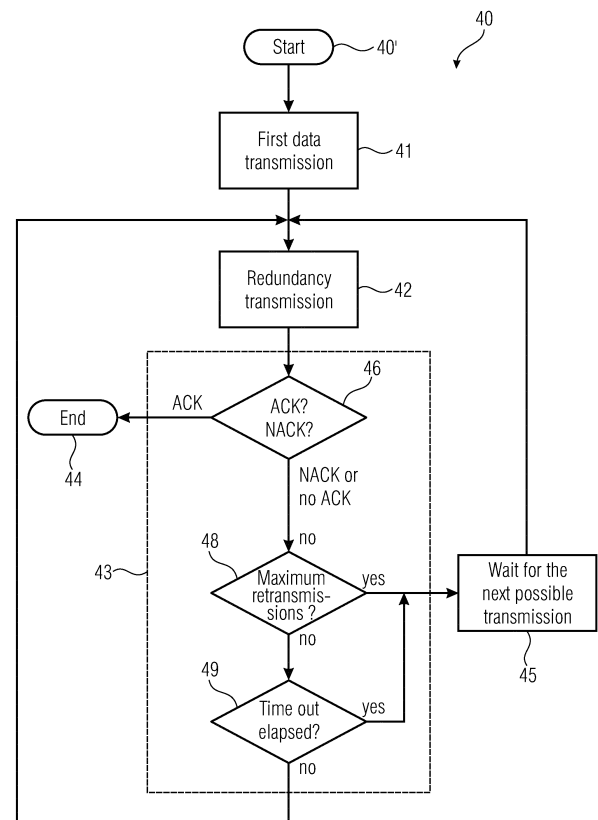 40
Start
40'
First data
transmission
41
Redundancy
transmission
42
46
ACK
ACK?
NACK?
End
44
NACK or
no ACK
no
48
43
Maximum
retransmis-
sions ?
yes
Wait for the
next possible
transmission
45
no
49
Time out
elapsed?
yes
no